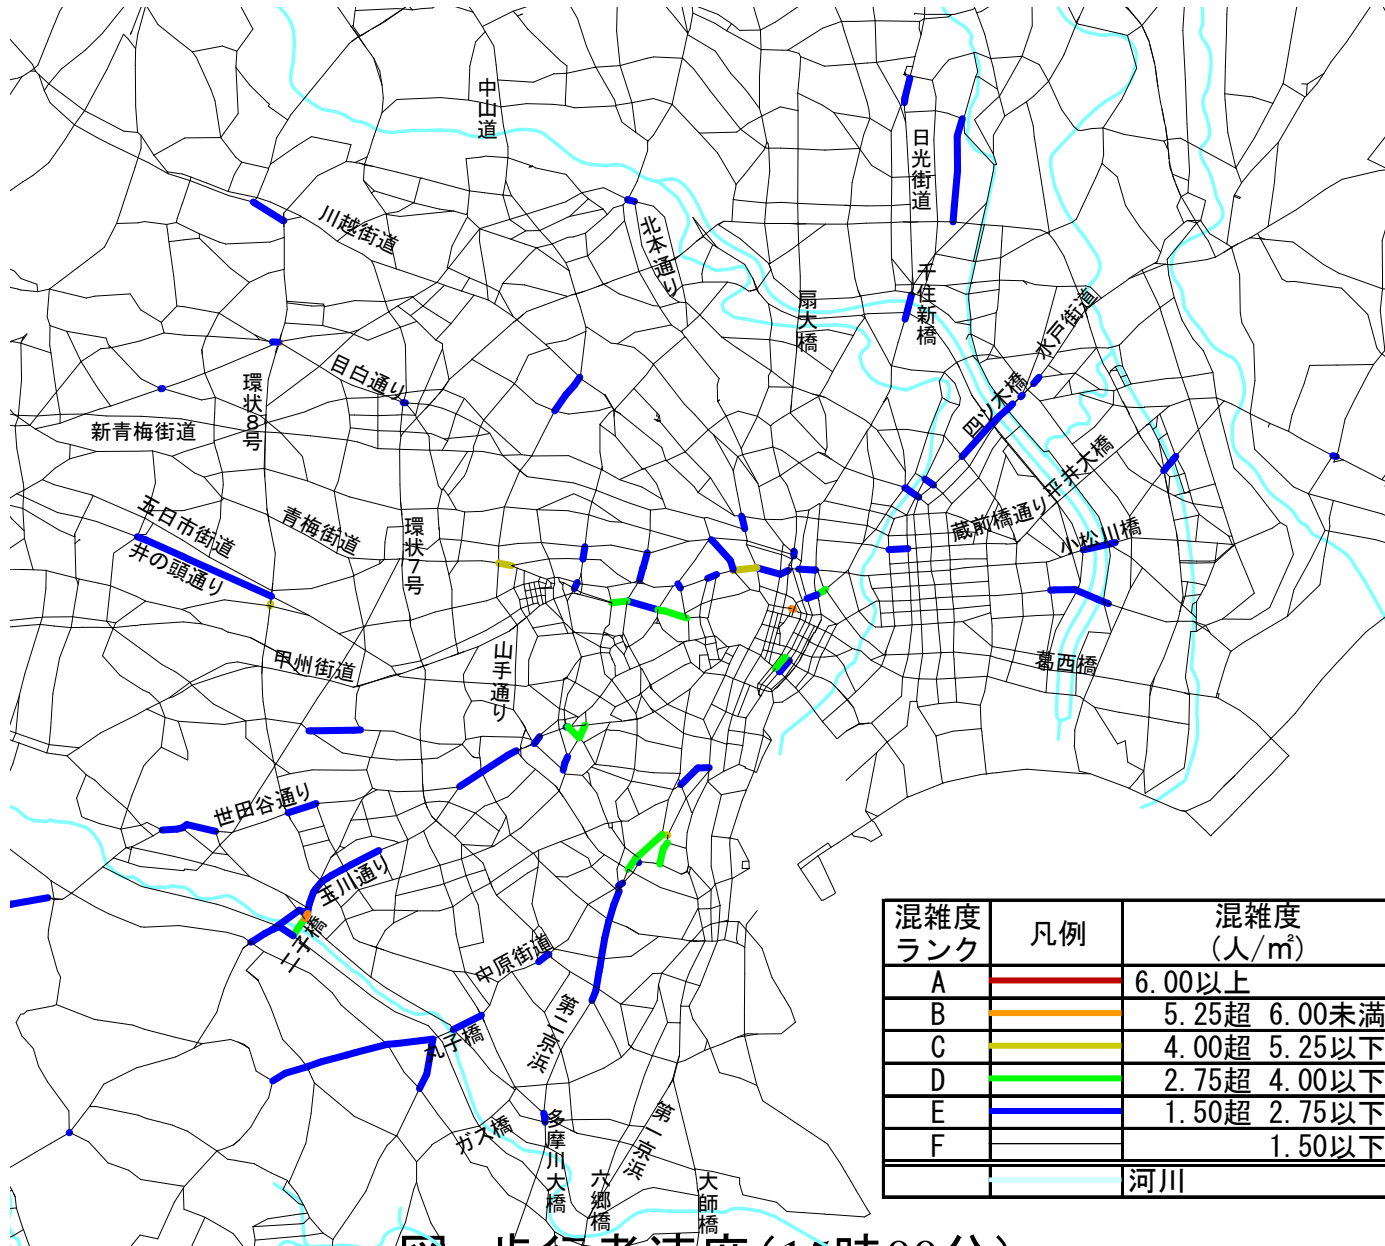 中山道
日光街道
川越街道
北本通り
千住新橋
扇大橋
水戸街道
目白通り
環状8号
四ツ木橋
新青梅街道
平井大橋
五日市街道
青梅街道
環状7号
蔵前橋通り
小松川橋
井の頭通り
甲州街道
山手通り
葛西橋
世田谷通り
玉川通り
二子橋
中原街道
第二京浜
丸子橋
ガス橋
多摩川大橋
第一京浜
六郷橋
大師橋
混雑度ランク 凡例 混雑度(人/㎡)
A 6.00以上
B 5.25超 6.00未満
C 4.00超 5.25以下
D 2.75超 4.00以下
E 1.50超 2.75以下
F 1.50以下
河川